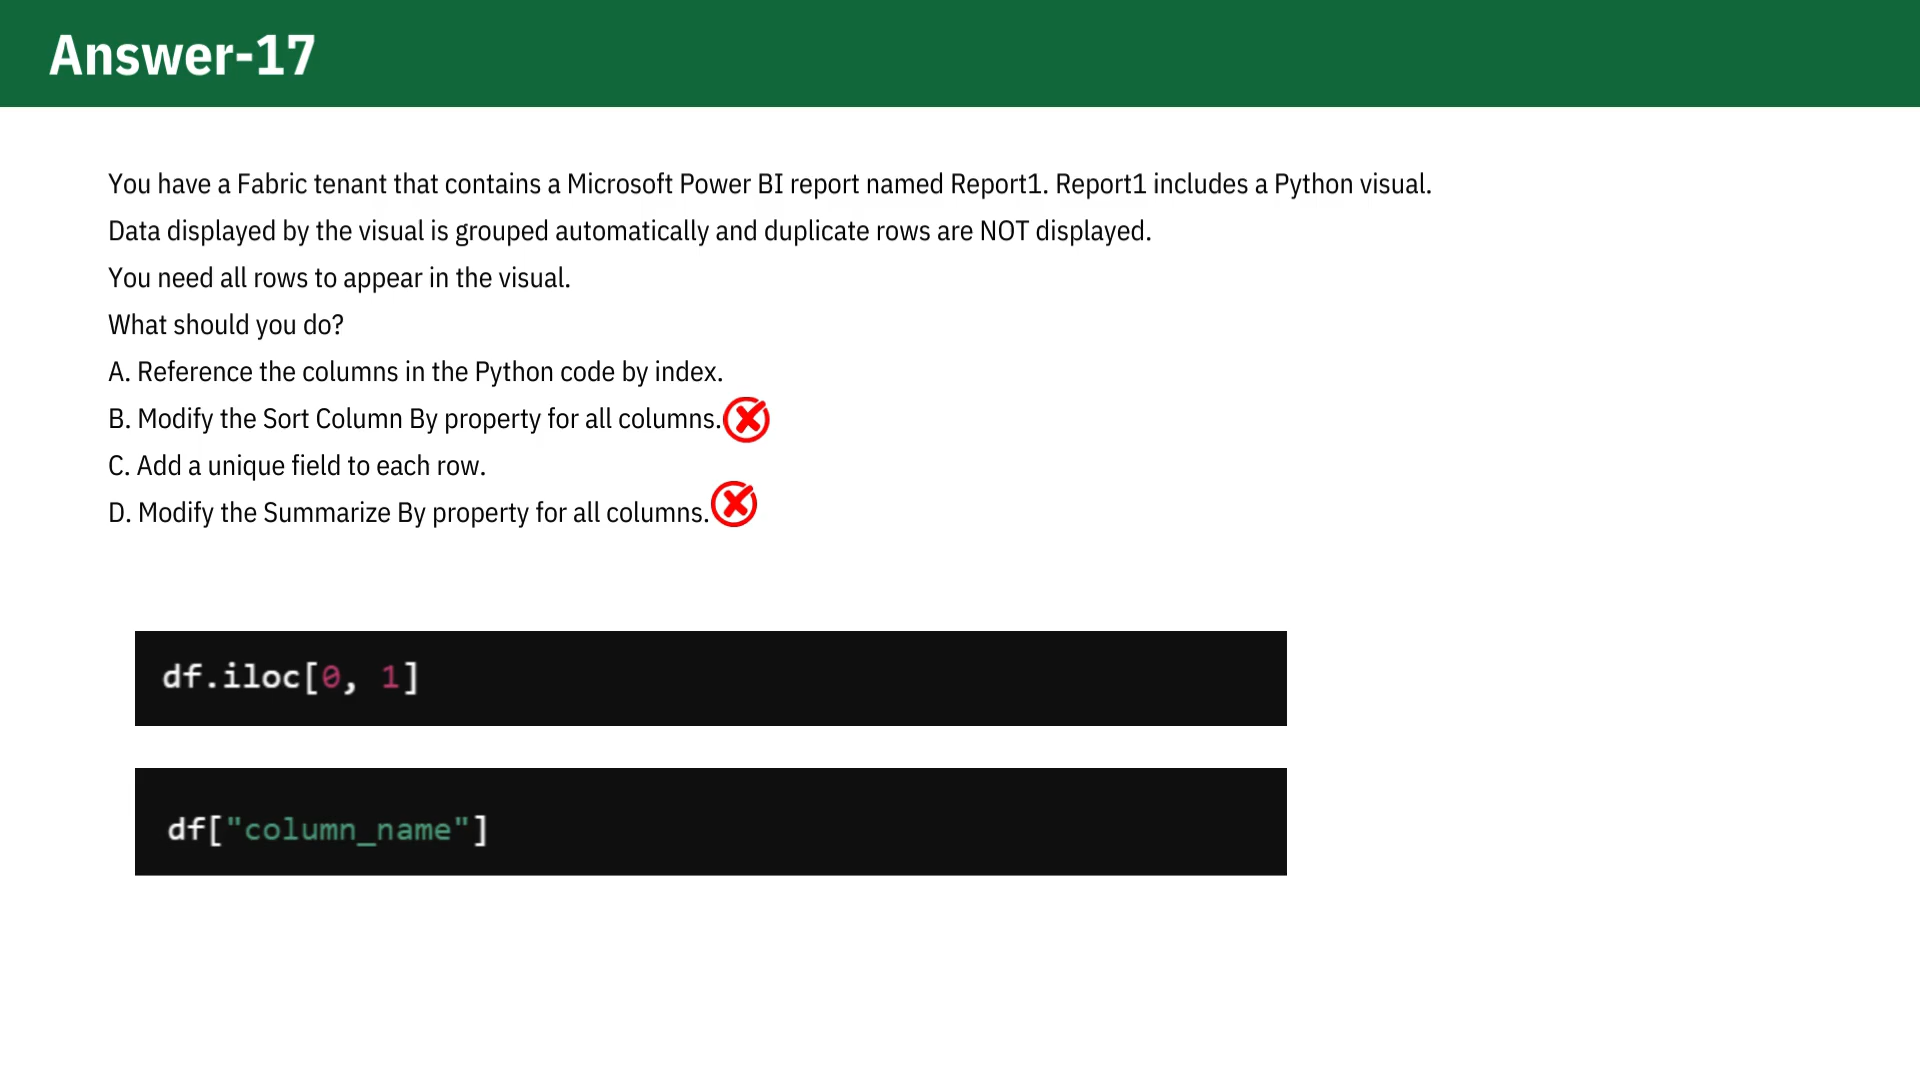 Answer-17
You have a Fabric tenant that contains a Microsoft Power BI report named Report1. Report1 includes a Python visual.
Data displayed by the visual is grouped automatically and duplicate rows are NOT displayed.
You need all rows to appear in the visual.
What should you do?
A. Reference the columns in the Python code by index.
B. Modify the Sort Column By property for all columns.
C. Add a unique field to each row.
D. Modify the Summarize By property for all columns.
df.iloc[0, 1]
df["column_name"]